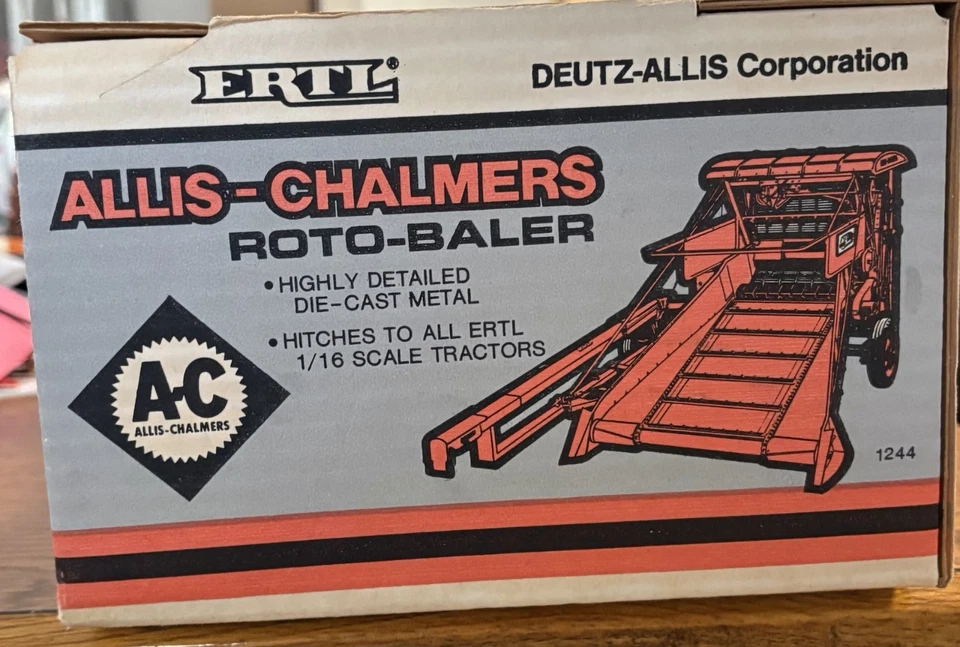 ERTL®
DEUTZ-ALLIS Corporation
ALLIS-CHALMERS
ROTO-BALER
• HIGHLY DETAILED
DIE-CAST METAL
• HITCHES TO ALL ERTL
1/16 SCALE TRACTORS
A-C
ALLIS-CHALMERS
1244